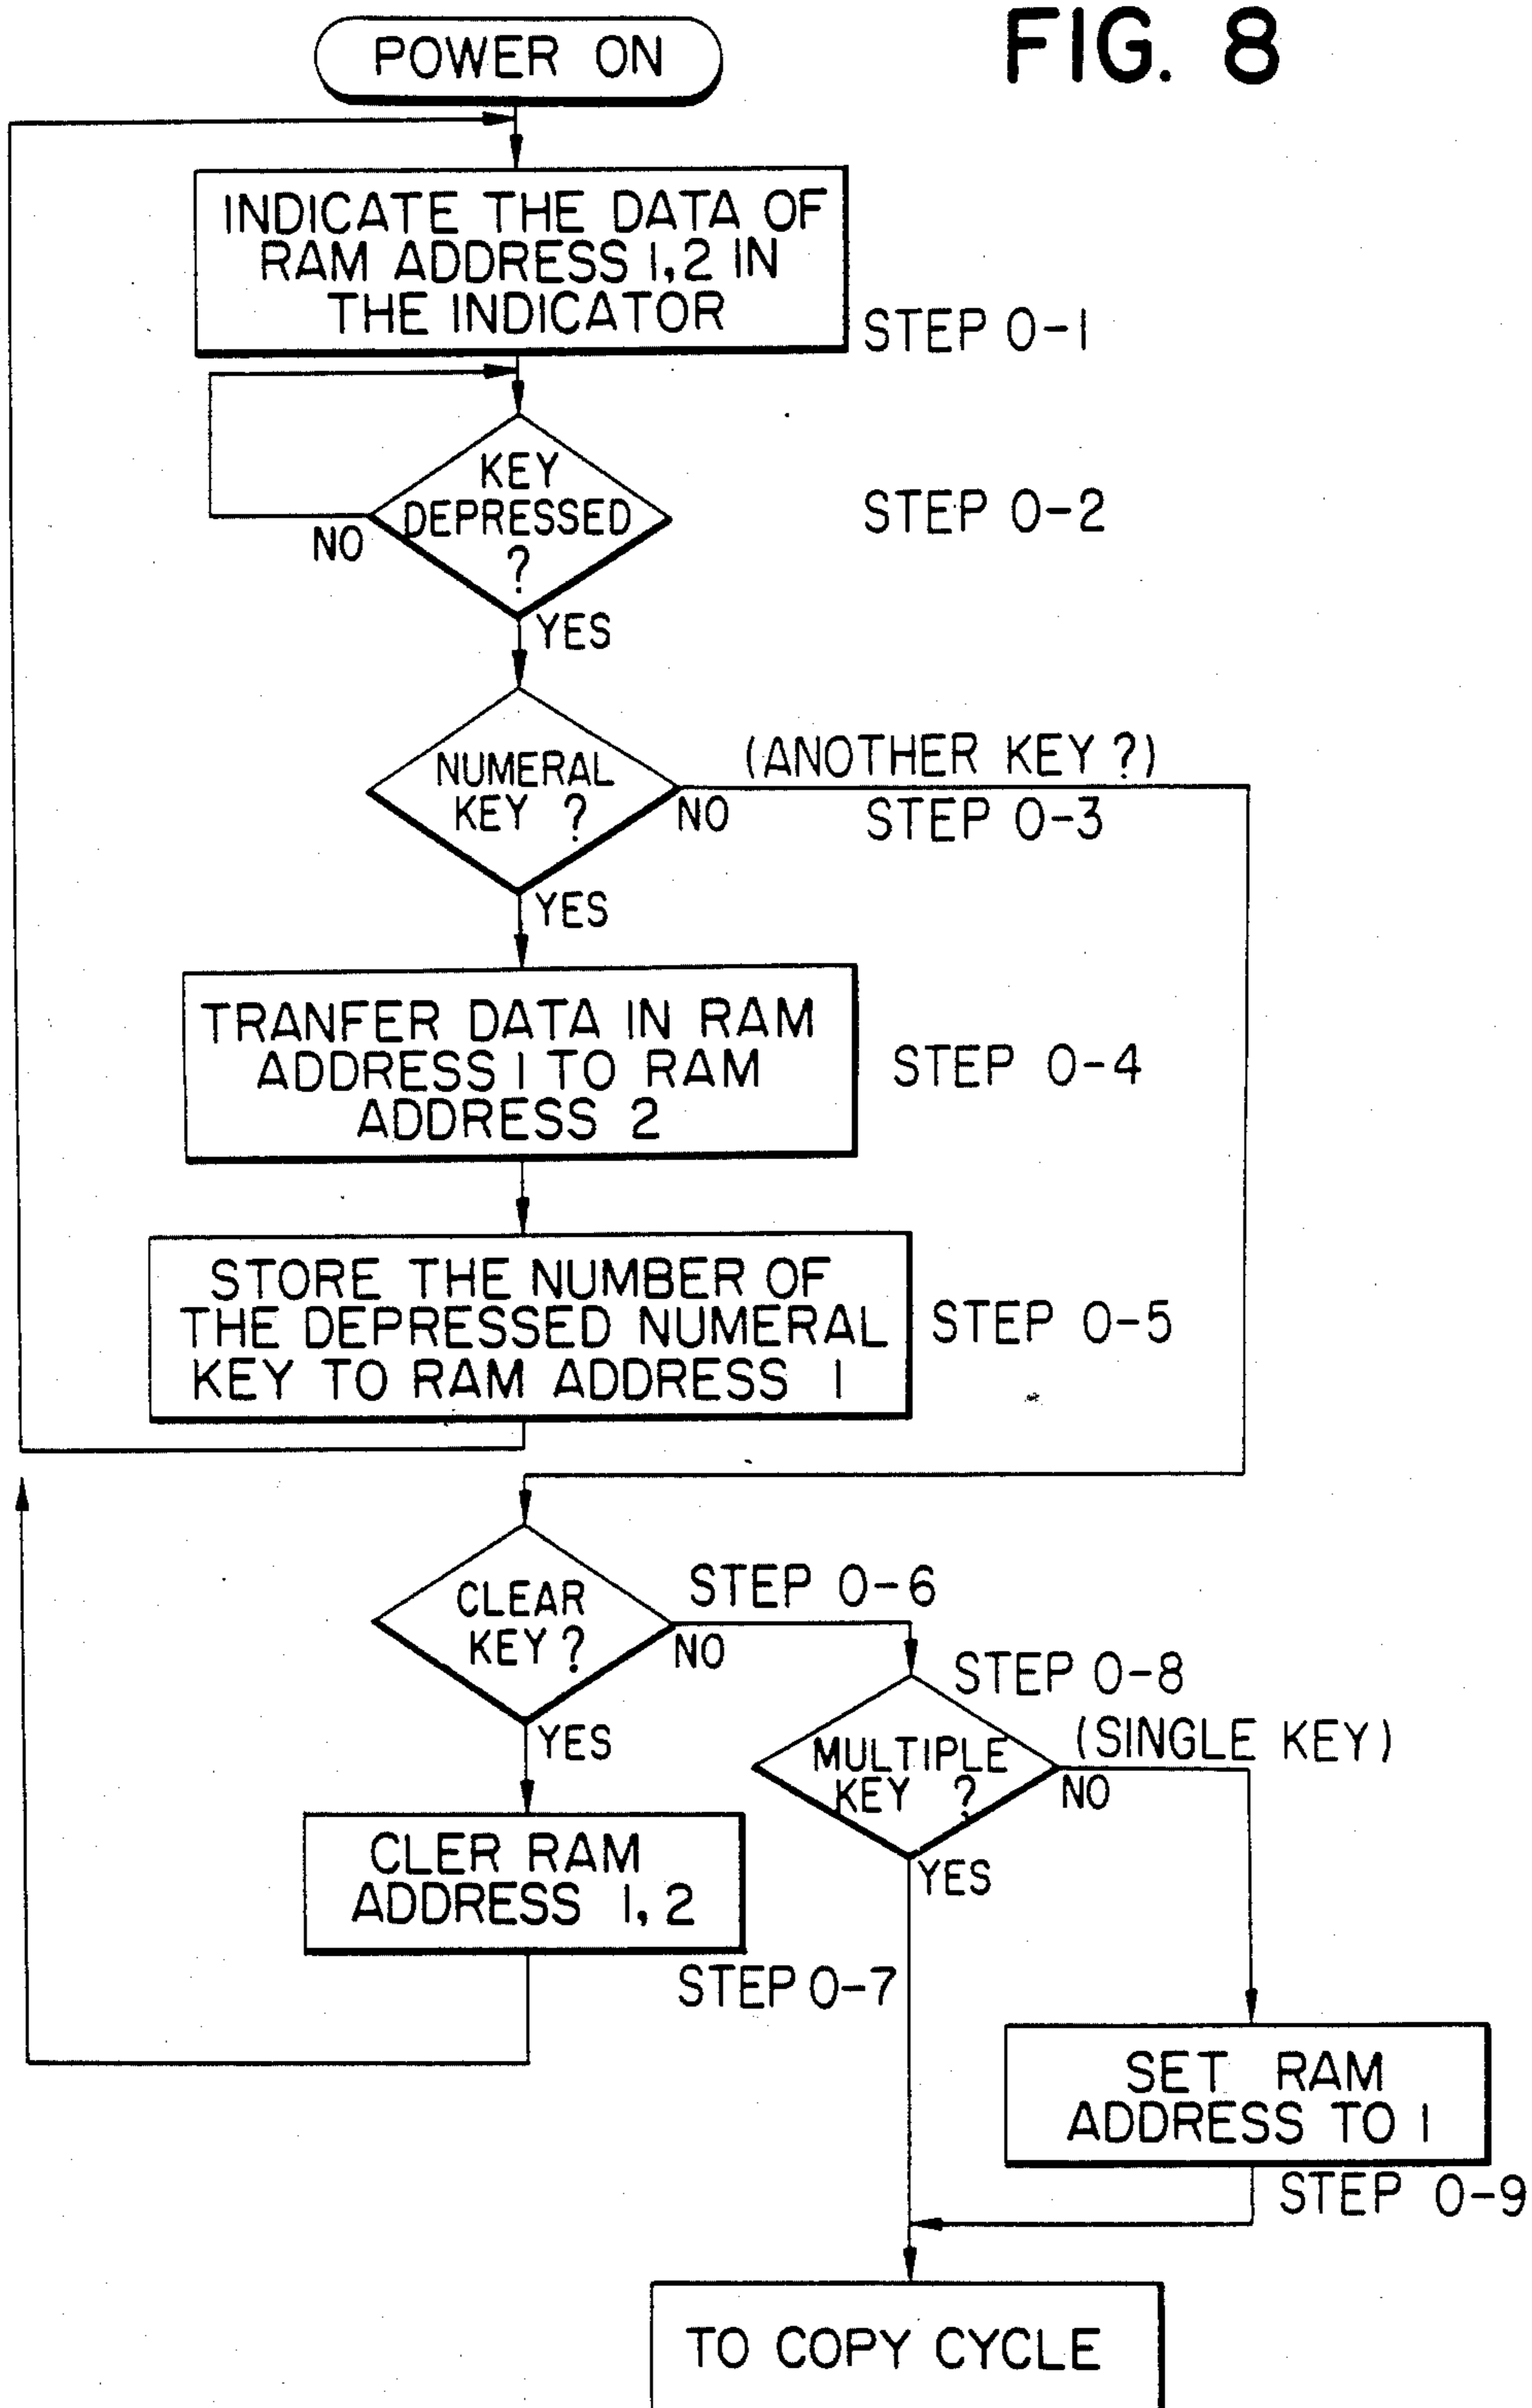 FIG. 8
POWER ON
INDICATE THE DATA OF
RAM ADDRESS 1,2 IN
THE INDICATOR
STEP 0-1
KEY
DEPRESSED
?
STEP 0-2
NO
YES
NUMERAL
KEY ?
(ANOTHER KEY ?)
NO
STEP 0-3
YES
TRANFER DATA IN RAM
ADDRESS 1 TO RAM
ADDRESS 2
STEP 0-4
STORE THE NUMBER OF
THE DEPRESSED NUMERAL
KEY TO RAM ADDRESS 1
STEP 0-5
CLEAR
KEY ?
STEP 0-6
NO
YES
STEP 0-8
MULTIPLE
KEY ?
(SINGLE KEY)
NO
YES
CLER RAM
ADDRESS 1, 2
STEP 0-7
SET RAM
ADDRESS TO 1
STEP 0-9
TO COPY CYCLE